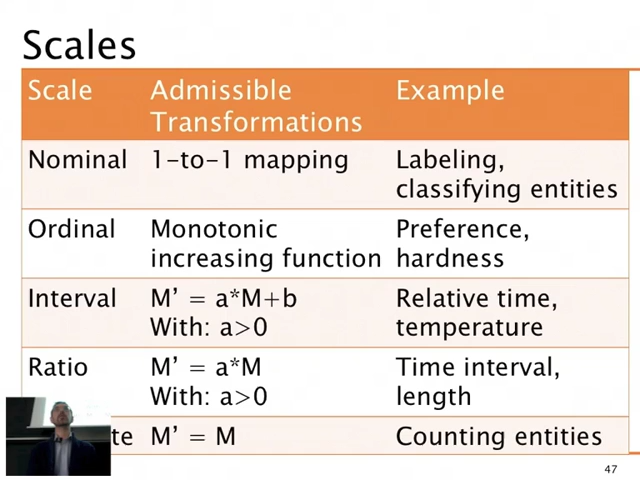 Scales
Scale Admissible Example
Transformations
Nominal 1-to-1 mapping Labeling,
classifying entities
Ordinal Monotonic Preference,
increasing function hardness
Interval M' = a*M+b Relative time,
With: a>0 temperature
Ratio M' = a*M Time interval,
With: a>0 length
M' = M Counting entities
47